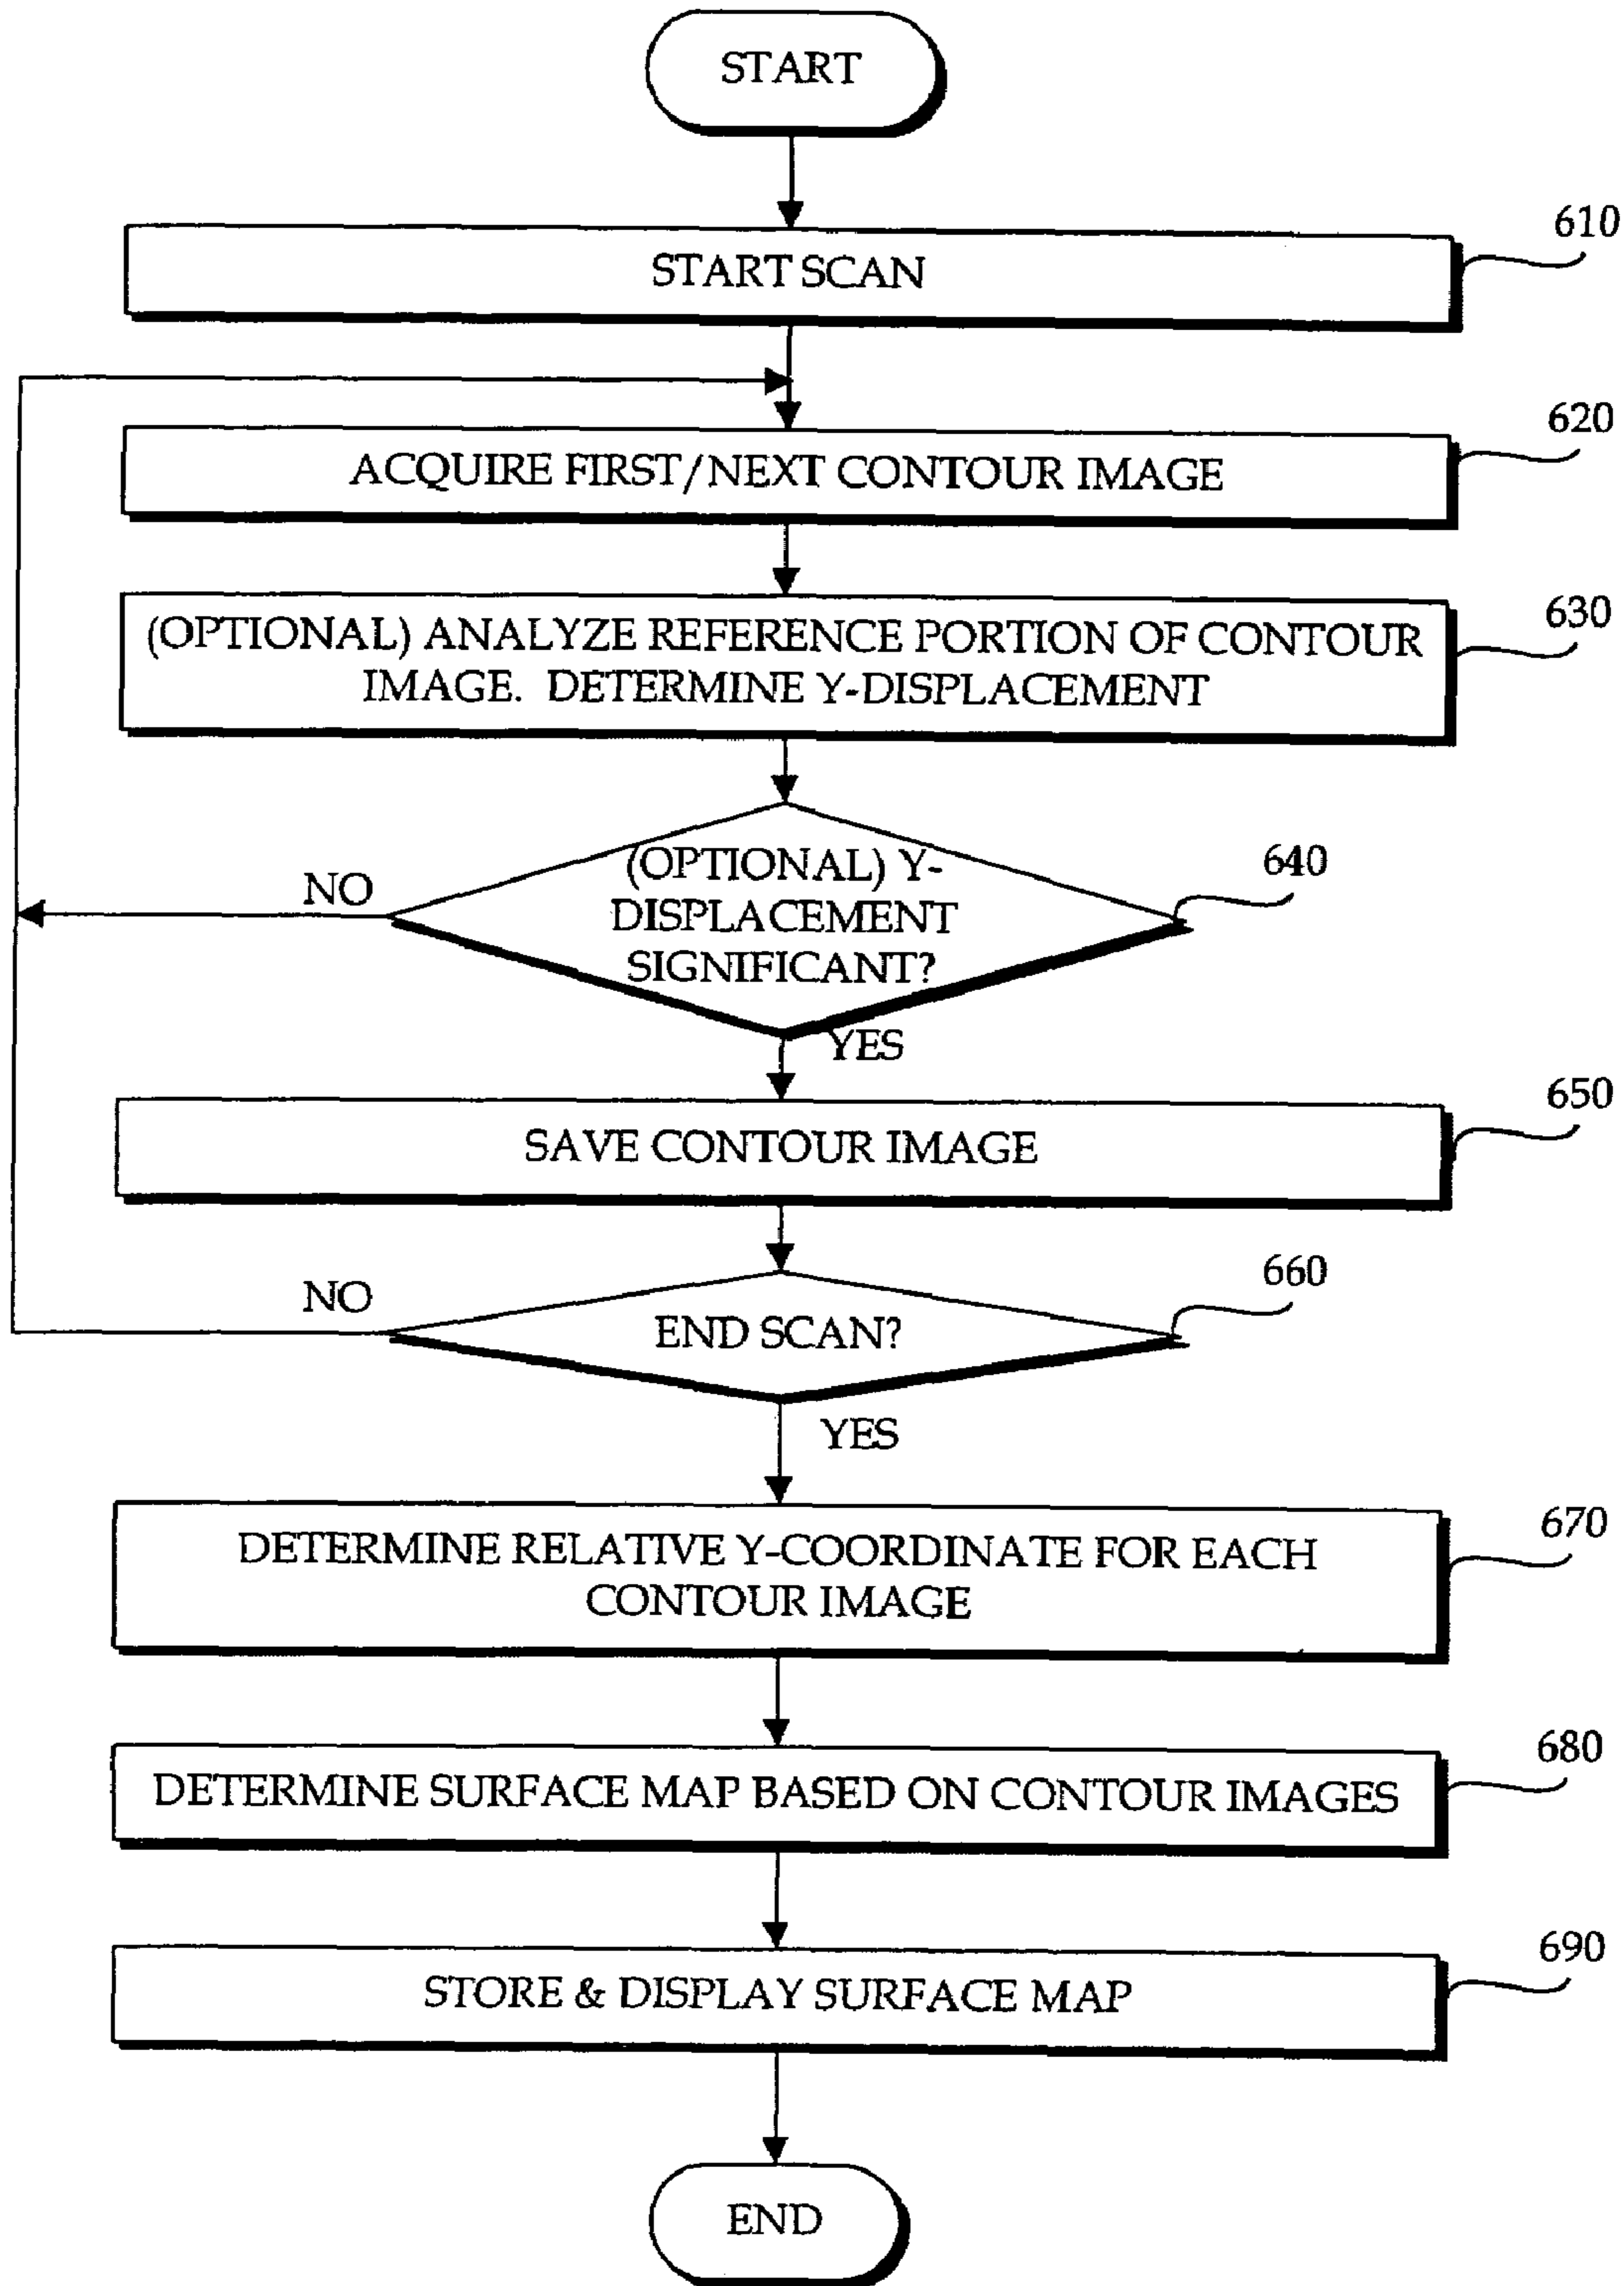 START
610
START SCAN
620
ACQUIRE FIRST/NEXT CONTOUR IMAGE
630
(OPTIONAL) ANALYZE REFERENCE PORTION OF CONTOUR
IMAGE. DETERMINE Y-DISPLACEMENT
640
(OPTIONAL) Y-
NO
DISPLACEMENT
SIGNIFICANT?
YES
650
SAVE CONTOUR IMAGE
660
NO
END SCAN?
YES
670
DETERMINE RELATIVE Y-COORDINATE FOR EACH
CONTOUR IMAGE
680
DETERMINE SURFACE MAP BASED ON CONTOUR IMAGES
690
STORE & DISPLAY SURFACE MAP
END